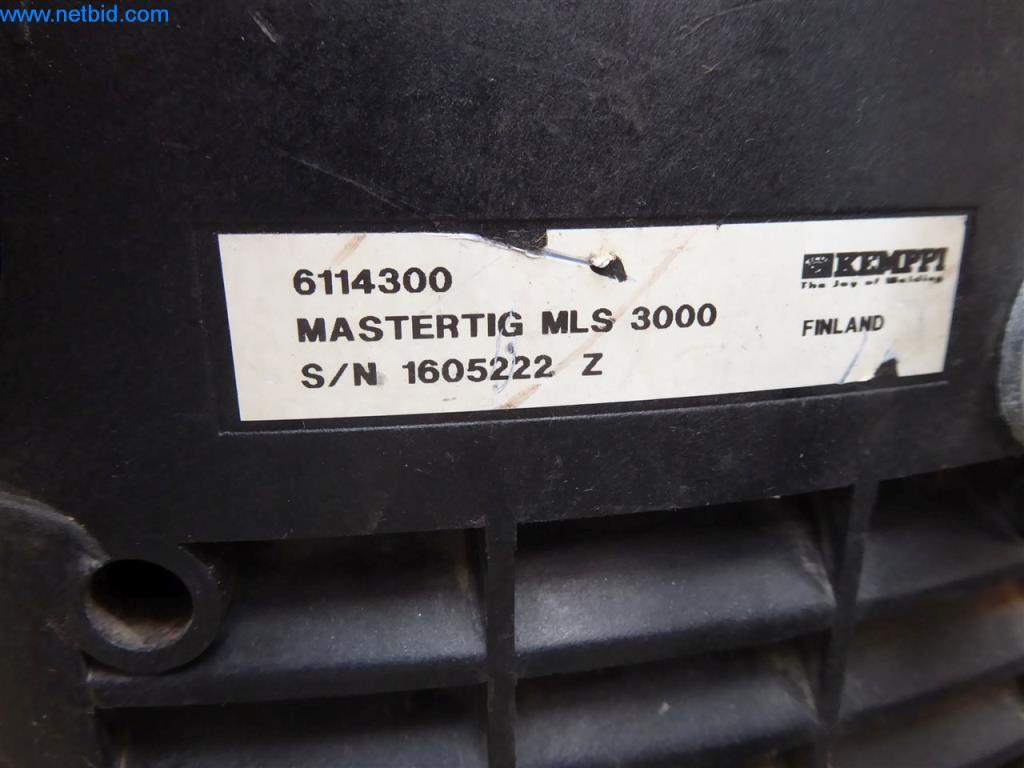 www.netbid.com
6114300
MASTERTIG MLS 3000
S/N 1605222 Z
KEMPPI
The Joy of Welding
FINLAND